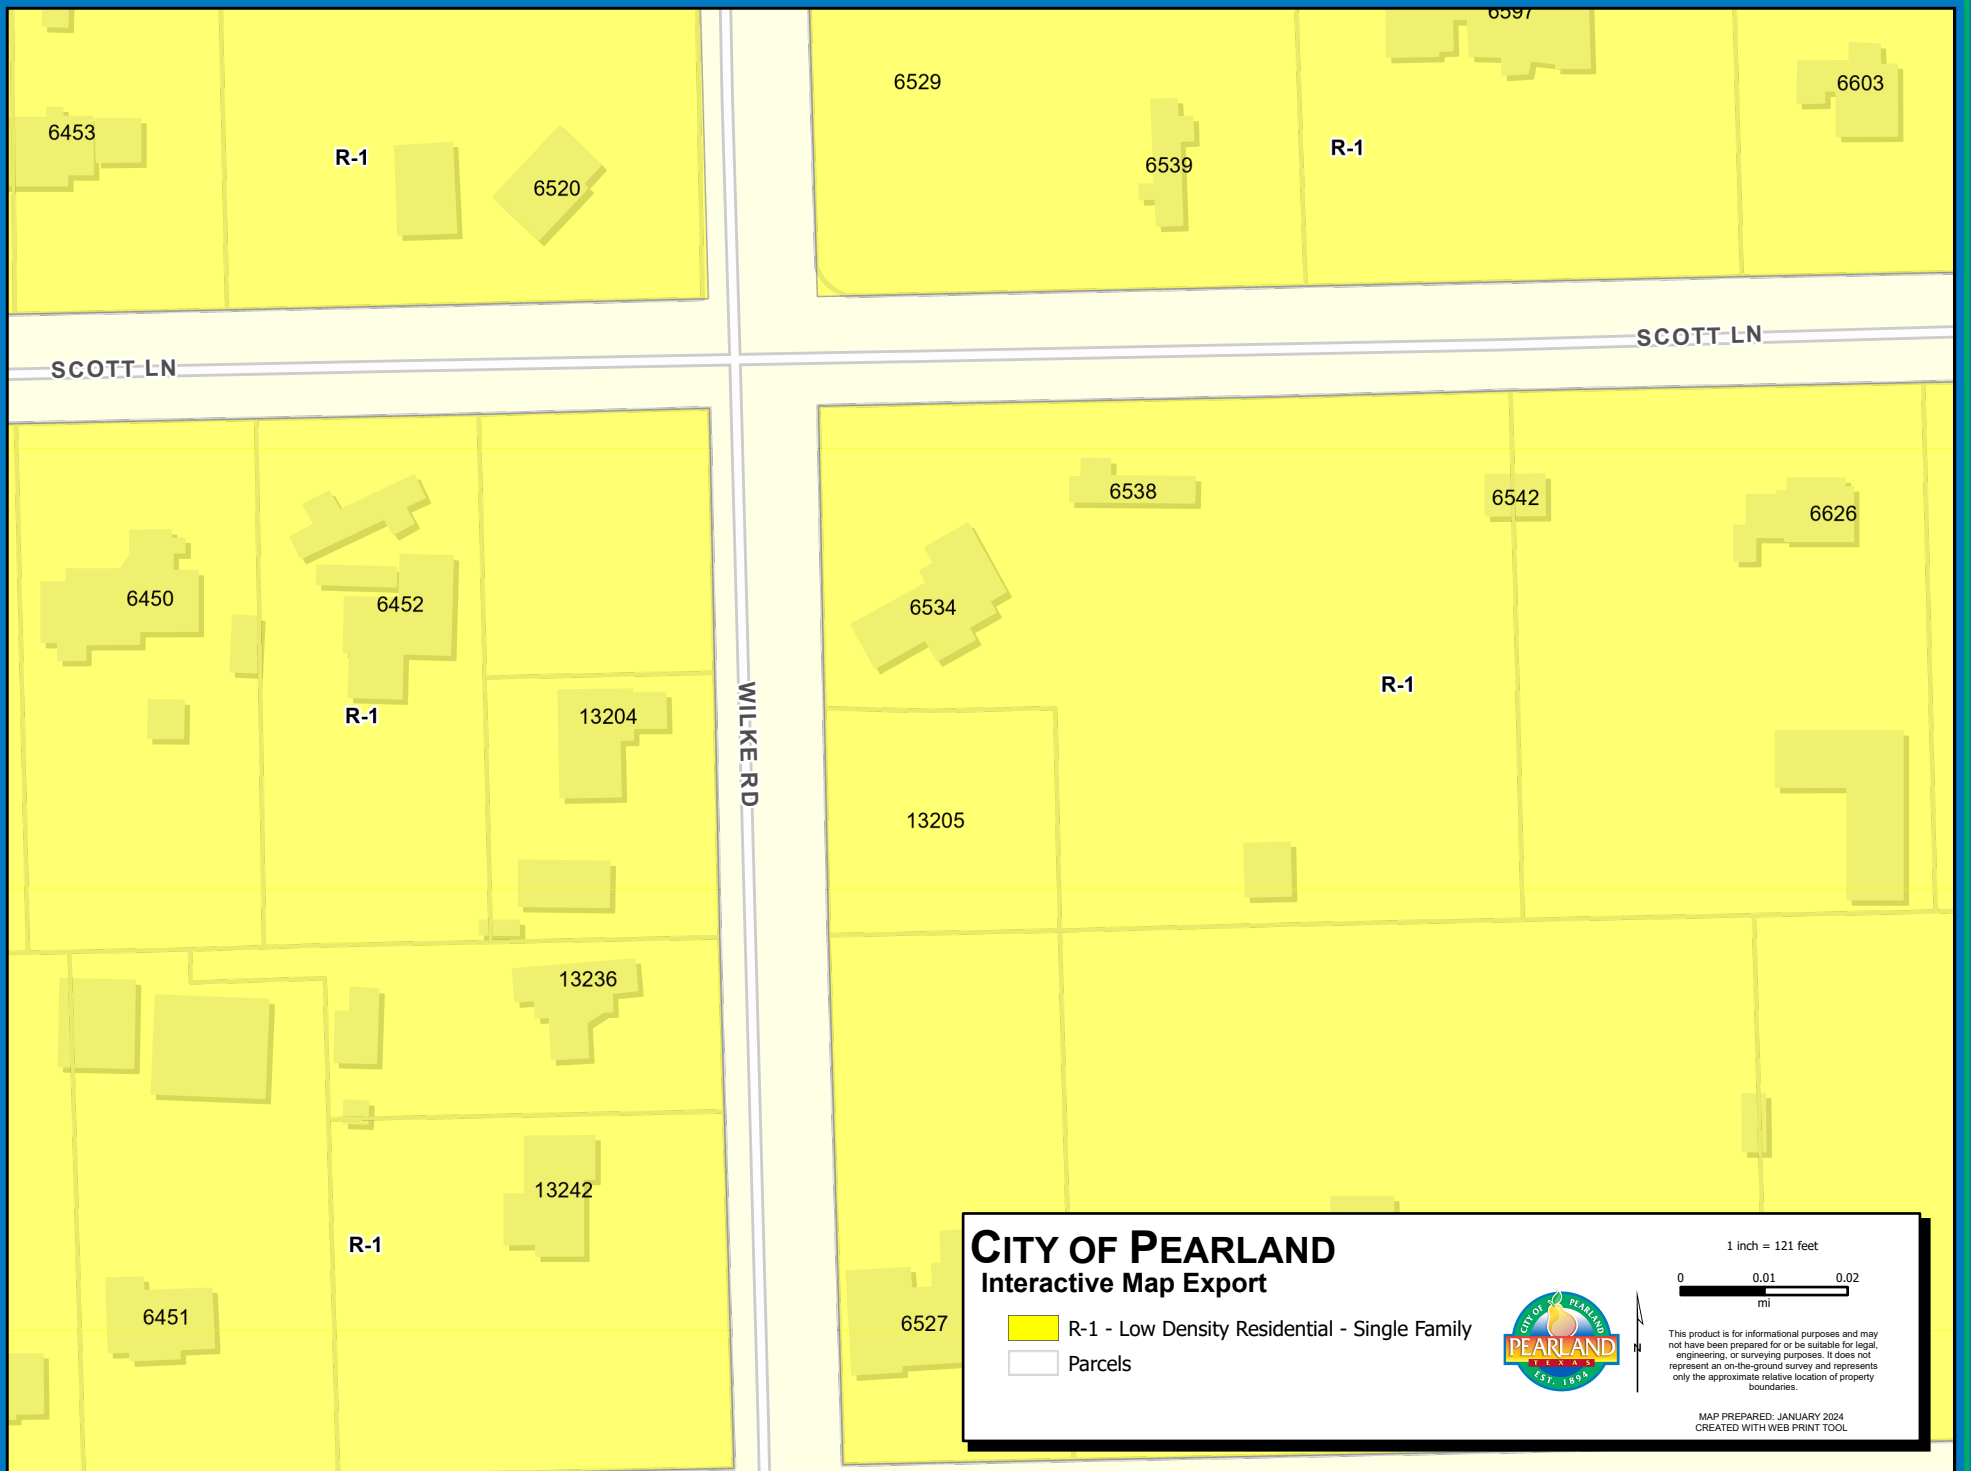 6597
6529
6603
6453
R-1
6539
R-1
6520
SCOTT LN
SCOTT LN
6538
6542
6626
6450
6452
6534
R-1
R-1
13204
WILKE RD
13205
13236
13242
R-1
6451
6527
CITY OF PEARLAND
Interactive Map Export
R-1 - Low Density Residential - Single Family
Parcels
CITY OF PEARLAND
PEARLAND
TEXAS
EST. 1894
N
1 inch = 121 feet
0 0.01 0.02
mi
This product is for informational purposes and may
not have been prepared for or be suitable for legal,
engineering, or surveying purposes. It does not
represent an on-the-ground survey and represents
only the approximate relative location of property
boundaries.
MAP PREPARED: JANUARY 2024
CREATED WITH WEB PRINT TOOL